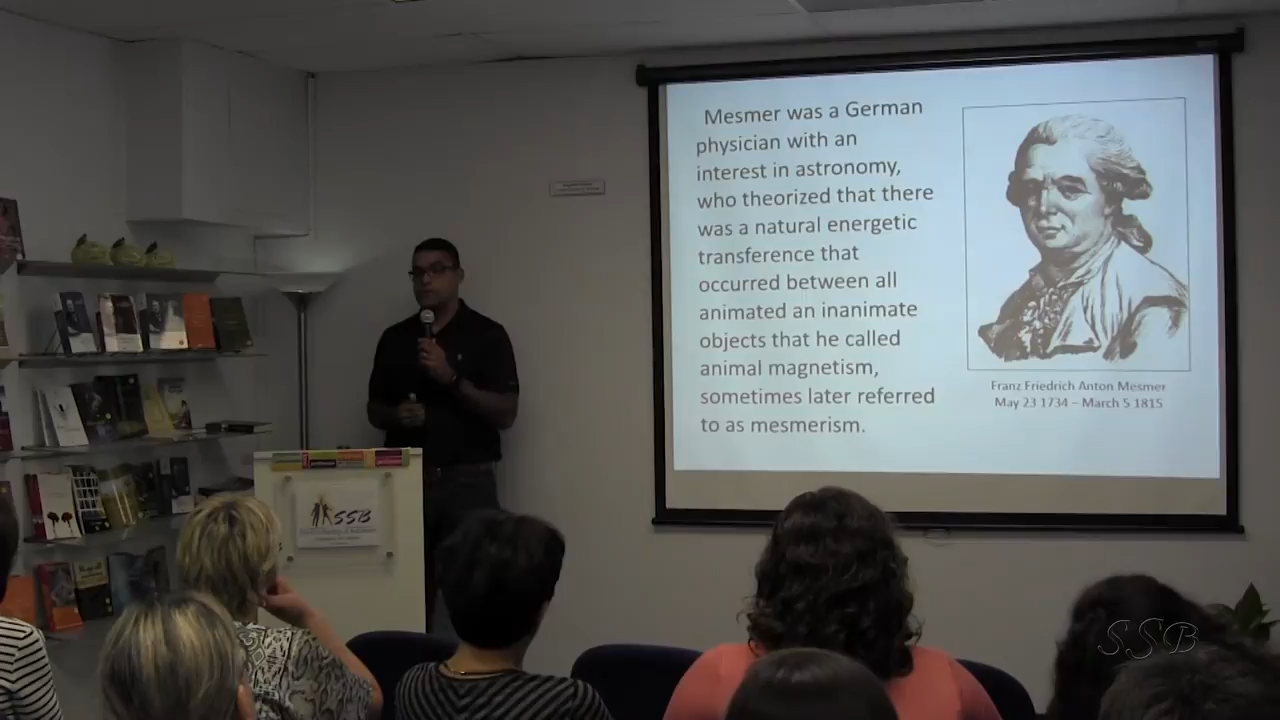 Mesmer was a German
physician with an
interest in astronomy,
who theorized that there
was a natural energetic
transference that
occurred between all
animated an inanimate
objects that he called
animal magnetism,
sometimes later referred
to as mesmerism.
Franz Friedrich Anton Mesmer
May 23 1734 – March 5 1815
SSB
SSB